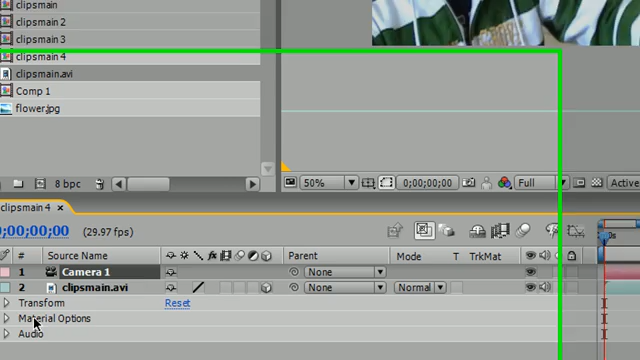 clipsmain
clipsmain 2
clipsmain 3
clipsmain 4
clipsmain.avi
Comp 1
flower.jpg
8 bpc
50%
0;00;00;00
Full
Active
clipsmain 4
0;00;00;00
(29.97 fps)
# Source Name Parent Mode T TrkMat
1 Camera 1 None
2 clipsmain.avi None Normal
Transform Reset
Material Options
Audio